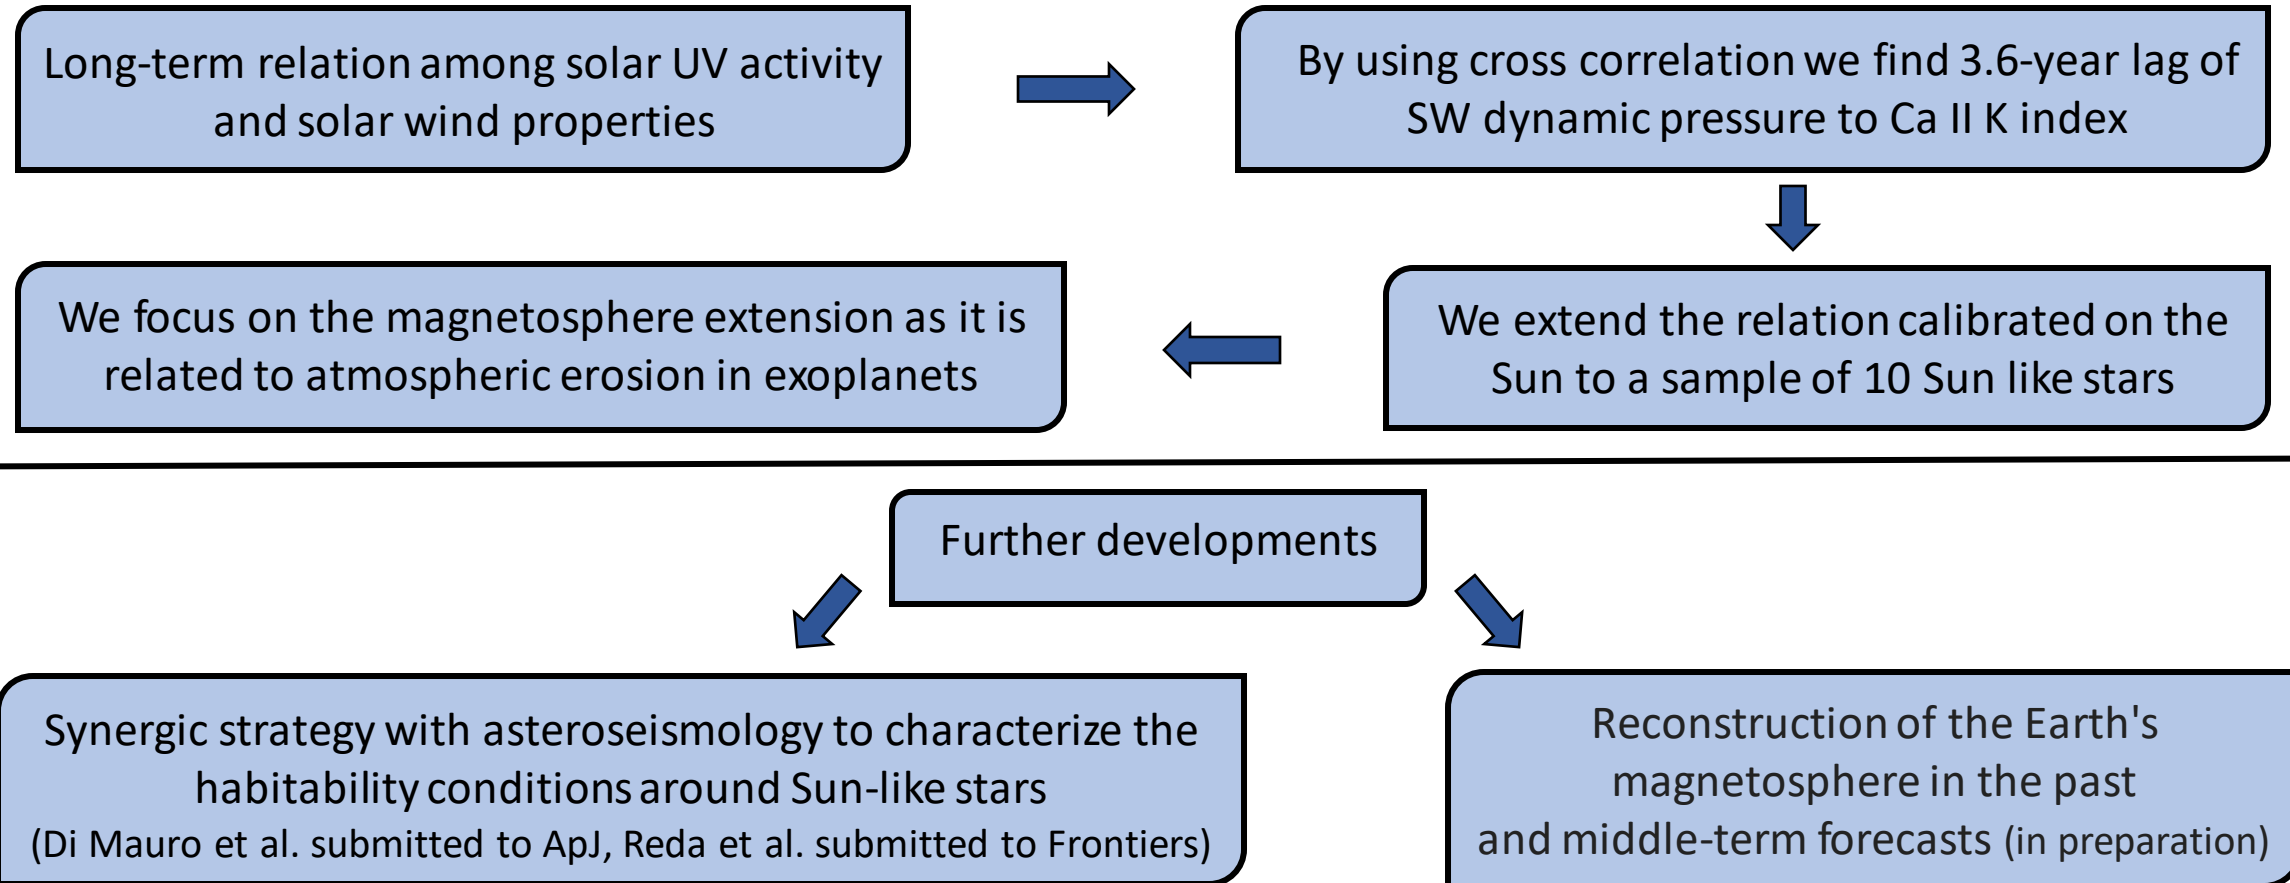 Long-term relation among solar UV activity
and solar wind properties
By using cross correlation we find 3.6-year lag of
SW dynamic pressure to Ca II K index
We focus on the magnetosphere extension as it is
related to atmospheric erosion in exoplanets
We extend the relation calibrated on the
Sun to a sample of 10 Sun like stars
Further developments
Synergic strategy with asteroseismology to characterize the
habitability conditions around Sun-like stars
(Di Mauro et al. submitted to ApJ, Reda et al. submitted to Frontiers)
Reconstruction of the Earth's
magnetosphere in the past
and middle-term forecasts (in preparation)